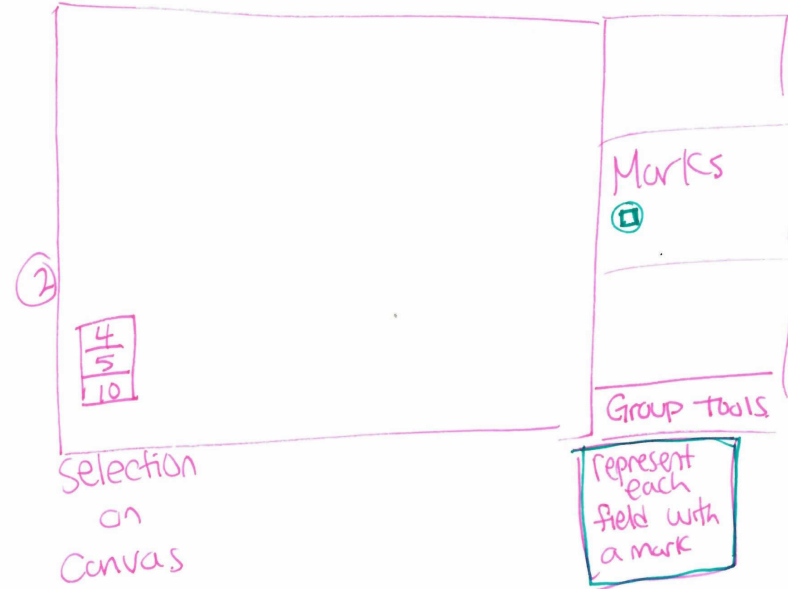 Marks
2
4
5
10
Group tools
selection
on
Canvas
represent
each
field with
a mark